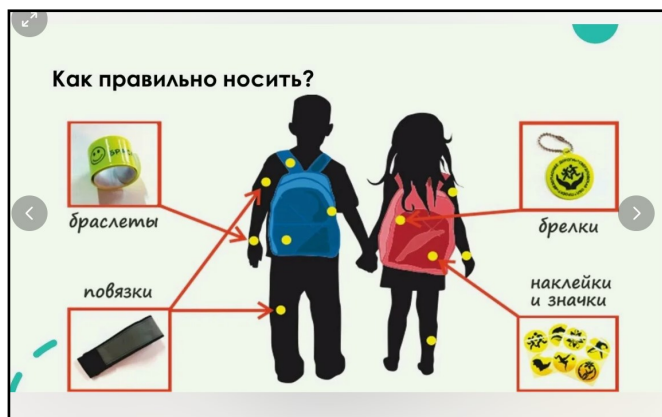 Как правильно носить?
браслеты
брелки
повязки
наклейки
и значки